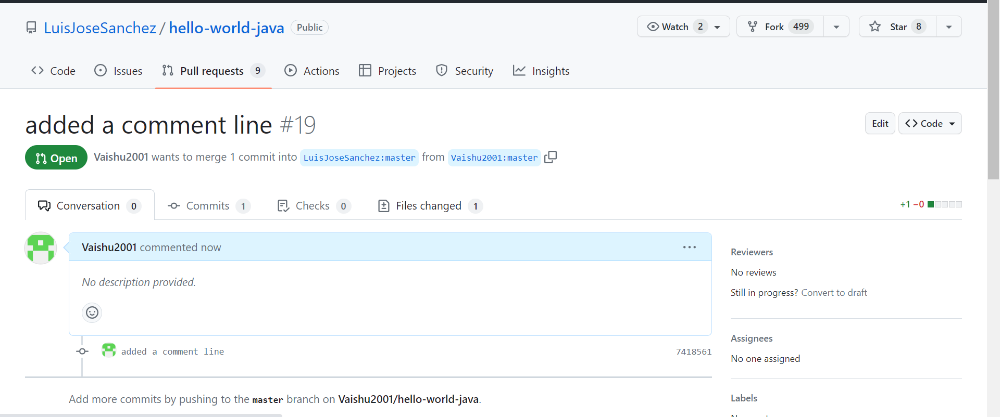 LuisJoseSanchez / hello-world-java Public
Watch 2 Fork 499 Star 8
Code Issues Pull requests 9 Actions Projects Security Insights
added a comment line #19
Edit Code
Open Vaishu2001 wants to merge 1 commit into LuisJoseSanchez:master from Vaishu2001:master
Conversation 0 Commits 1 Checks 0 Files changed 1
+1 −0
Vaishu2001 commented now
No description provided.
added a comment line 7418561
Add more commits by pushing to the master branch on Vaishu2001/hello-world-java.
Reviewers
No reviews
Still in progress? Convert to draft
Assignees
No one assigned
Labels